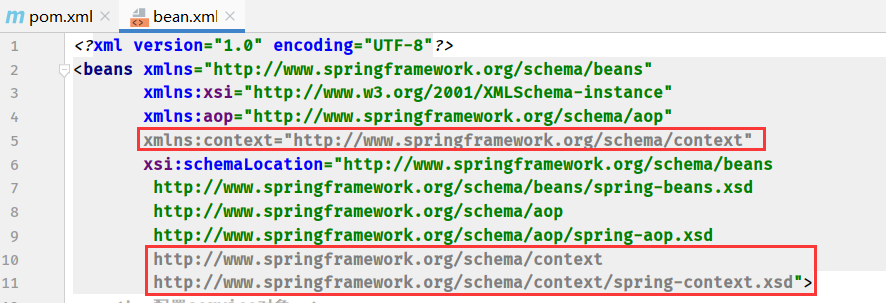 pom.xml
bean.xml
1 <?xml version="1.0" encoding="UTF-8"?>
2 <beans xmlns="http://www.springframework.org/schema/beans"
3 xmlns:xsi="http://www.w3.org/2001/XMLSchema-instance"
4 xmlns:aop="http://www.springframework.org/schema/aop"
5 xmlns:context="http://www.springframework.org/schema/context"
6 xsi:schemaLocation="http://www.springframework.org/schema/beans
7 http://www.springframework.org/schema/beans/spring-beans.xsd
8 http://www.springframework.org/schema/aop
9 http://www.springframework.org/schema/aop/spring-aop.xsd
10 http://www.springframework.org/schema/context
11 http://www.springframework.org/schema/context/spring-context.xsd">